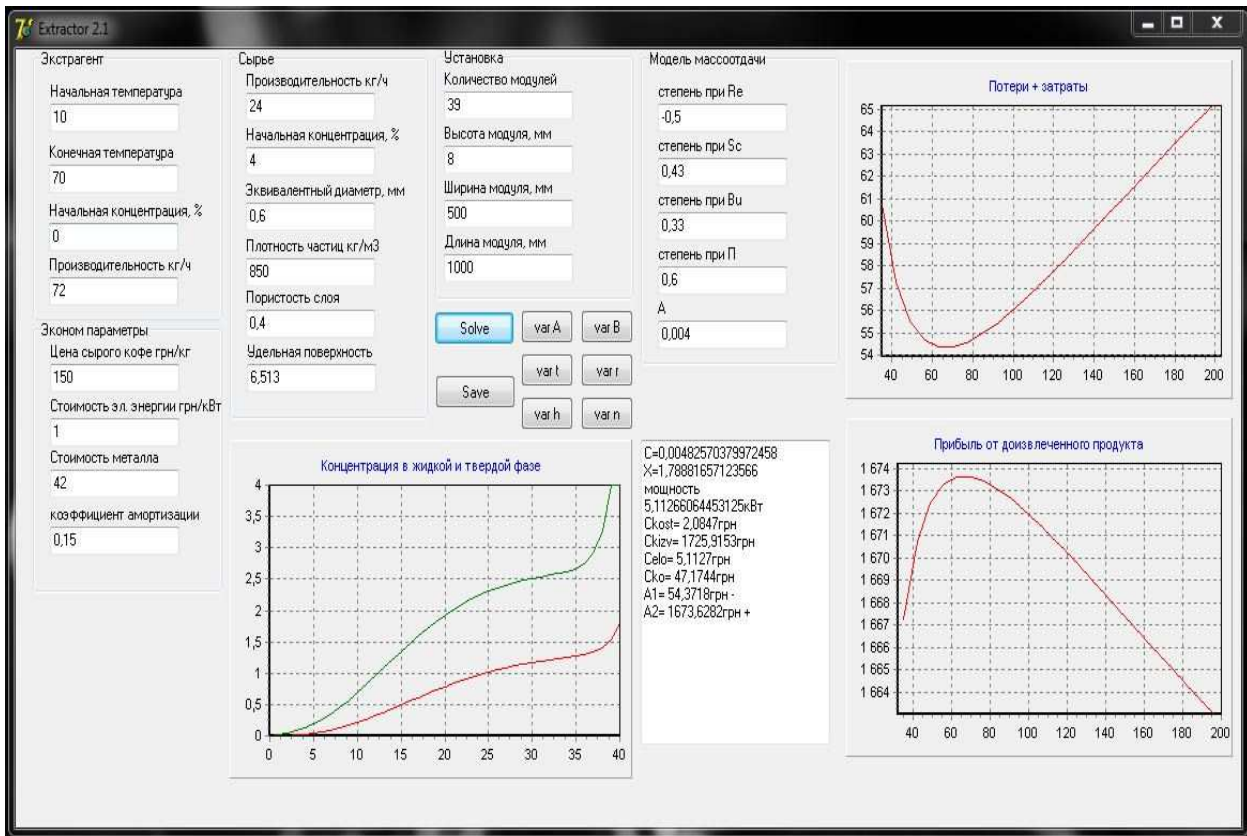 Extractor 2.1
Экстрагент
Начальная температура
10
Конечная температура
70
Начальная концентрация, %
0
Производительность кг/ч
72
Эконом параметры
Цена сырого кофе грн/кг
150
Стоимость эл. энергии грн/кВт
1
Стоимость металла
42
коэффициент амортизации
0,15
Сырье
Производительность кг/ч
24
Начальная концентрация, %
4
Эквивалентный диаметр, мм
0,6
Плотность частиц кг/м3
850
Пористость слоя
0,4
Удельная поверхность
6,513
Установка
Количество модулей
39
Высота модуля, мм
8
Ширина модуля, мм
500
Длина модуля, мм
1000
Solve
var A
var B
Save
var t
var r
var h
var n
Модель массоотдачи
степень при Re
-0,5
степень при Sc
0,43
степень при Bu
0,33
степень при П
0,6
A
0,004
Потери + затраты
65
64
63
62
61
60
59
58
57
56
55
54
40 60 80 100 120 140 160 180 200
Концентрация в жидкой и твердой фазе
4
3,5
3
2,5
2
1,5
1
0,5
0
0 5 10 15 20 25 30 35 40
C=0,00482570379972458
X=1,78881657123566
мощность
5,11266064453125кВт
Ckost= 2,0847грн
Ckizv= 1725,9153грн
Celo= 5,1127грн
Cko= 47,1744грн
A1= 54,3718грн -
A2= 1673,6282грн +
Прибыль от доизвлеченного продукта
1 674
1 673
1 672
1 671
1 670
1 669
1 668
1 667
1 666
1 665
1 664
40 60 80 100 120 140 160 180 200